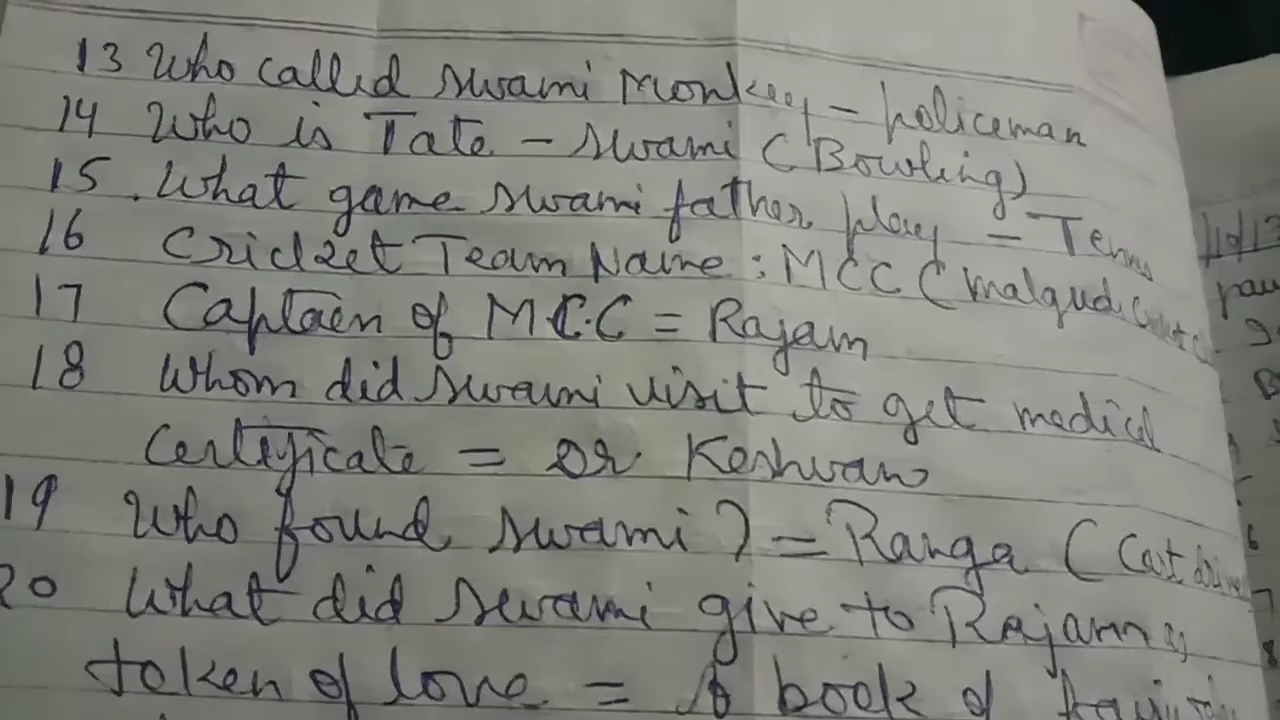 13 Who called Swami Monkey - policeman
14 Who is Tate - Swami (Bowling)
15. What game Swami father play - Tennis
16 Cricket Team Name : MCC (Malgudi
17 Captain of M.C.C = Rajam
18 Whom did Swami visit to get medical
Certificate = Dr Keshwan
19 Who found Swami ? = Ranga (Cart driver
20 What did Swami give to Rajam as
token of love = A book of